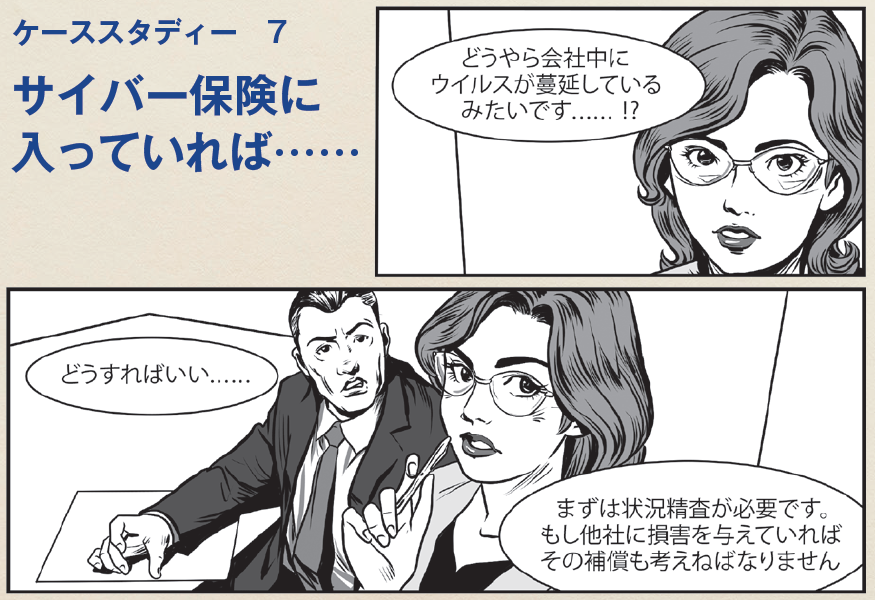 ケーススタディー　7
サイバー保険に
入っていれば……
どうやら会社中に
ウイルスが蔓延している
みたいです…… !?
どうすればいい……
まずは状況精査が必要です。
もし他社に損害を与えていれば
その補償も考えねばなりません